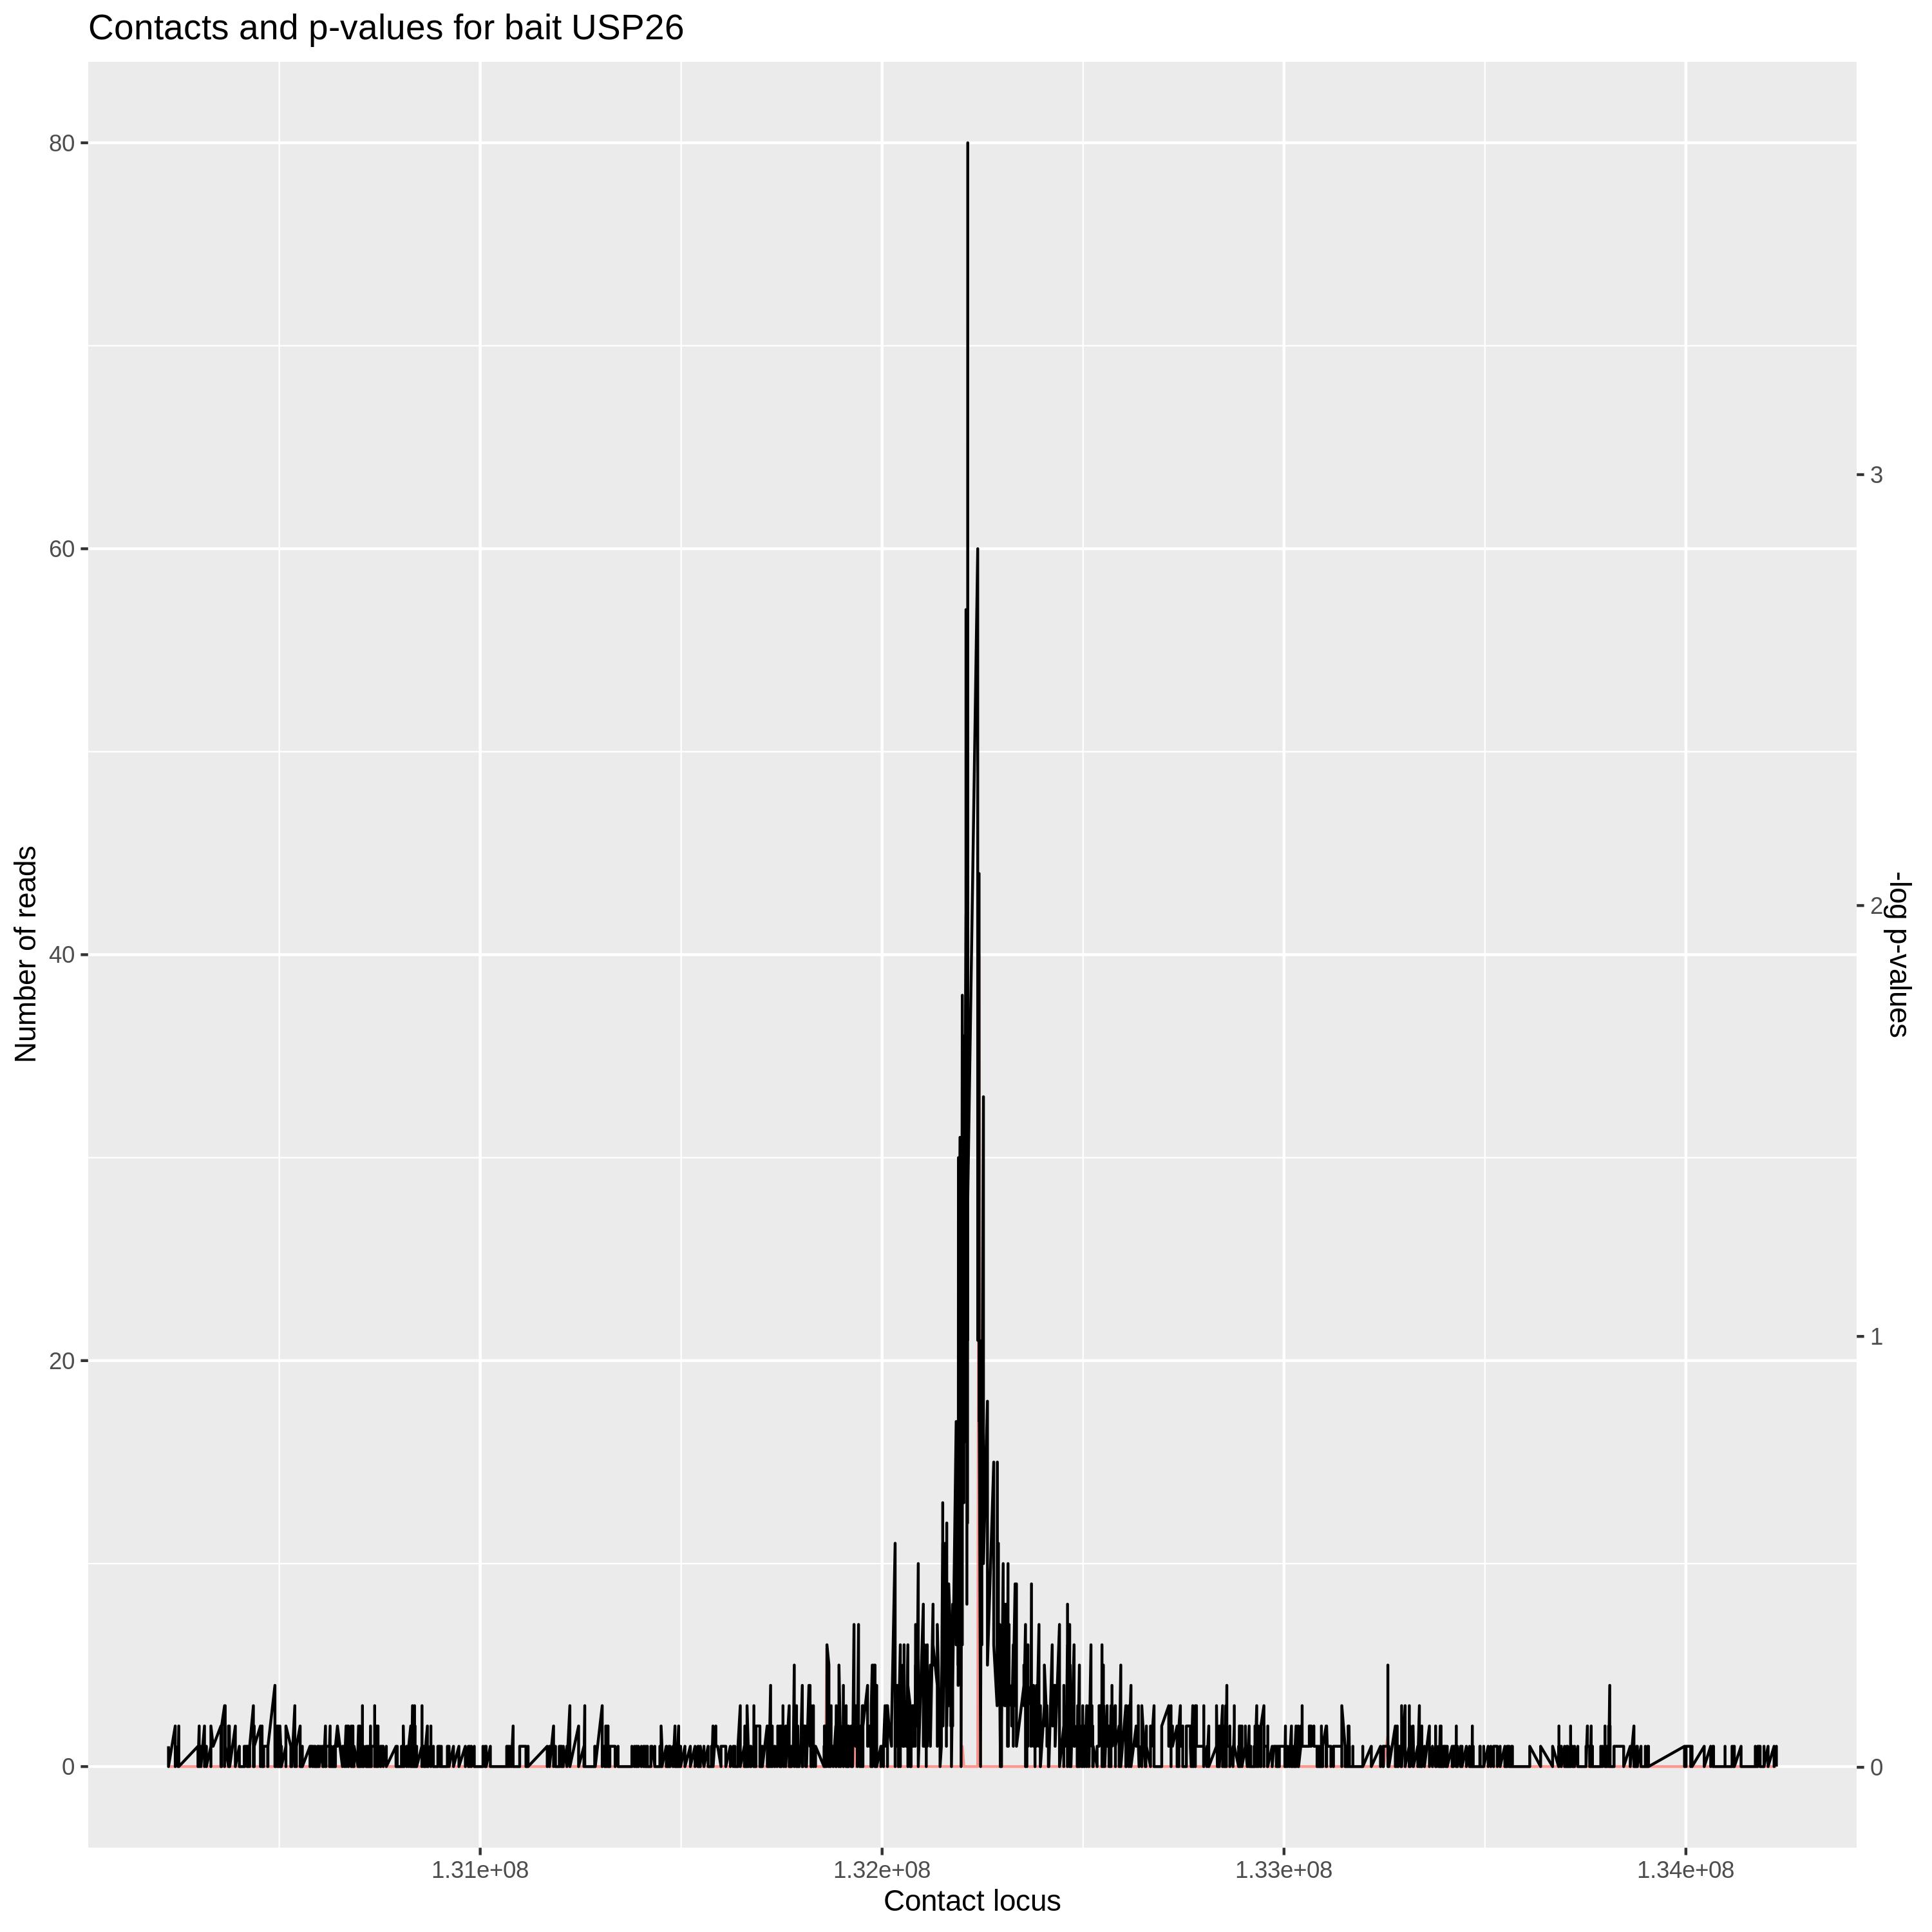 Contacts and p-values for bait USP26
80
60
40
20
0
Number of reads
3
2
1
0
-log p-values
1.31e+08
1.32e+08
1.33e+08
1.34e+08
Contact locus